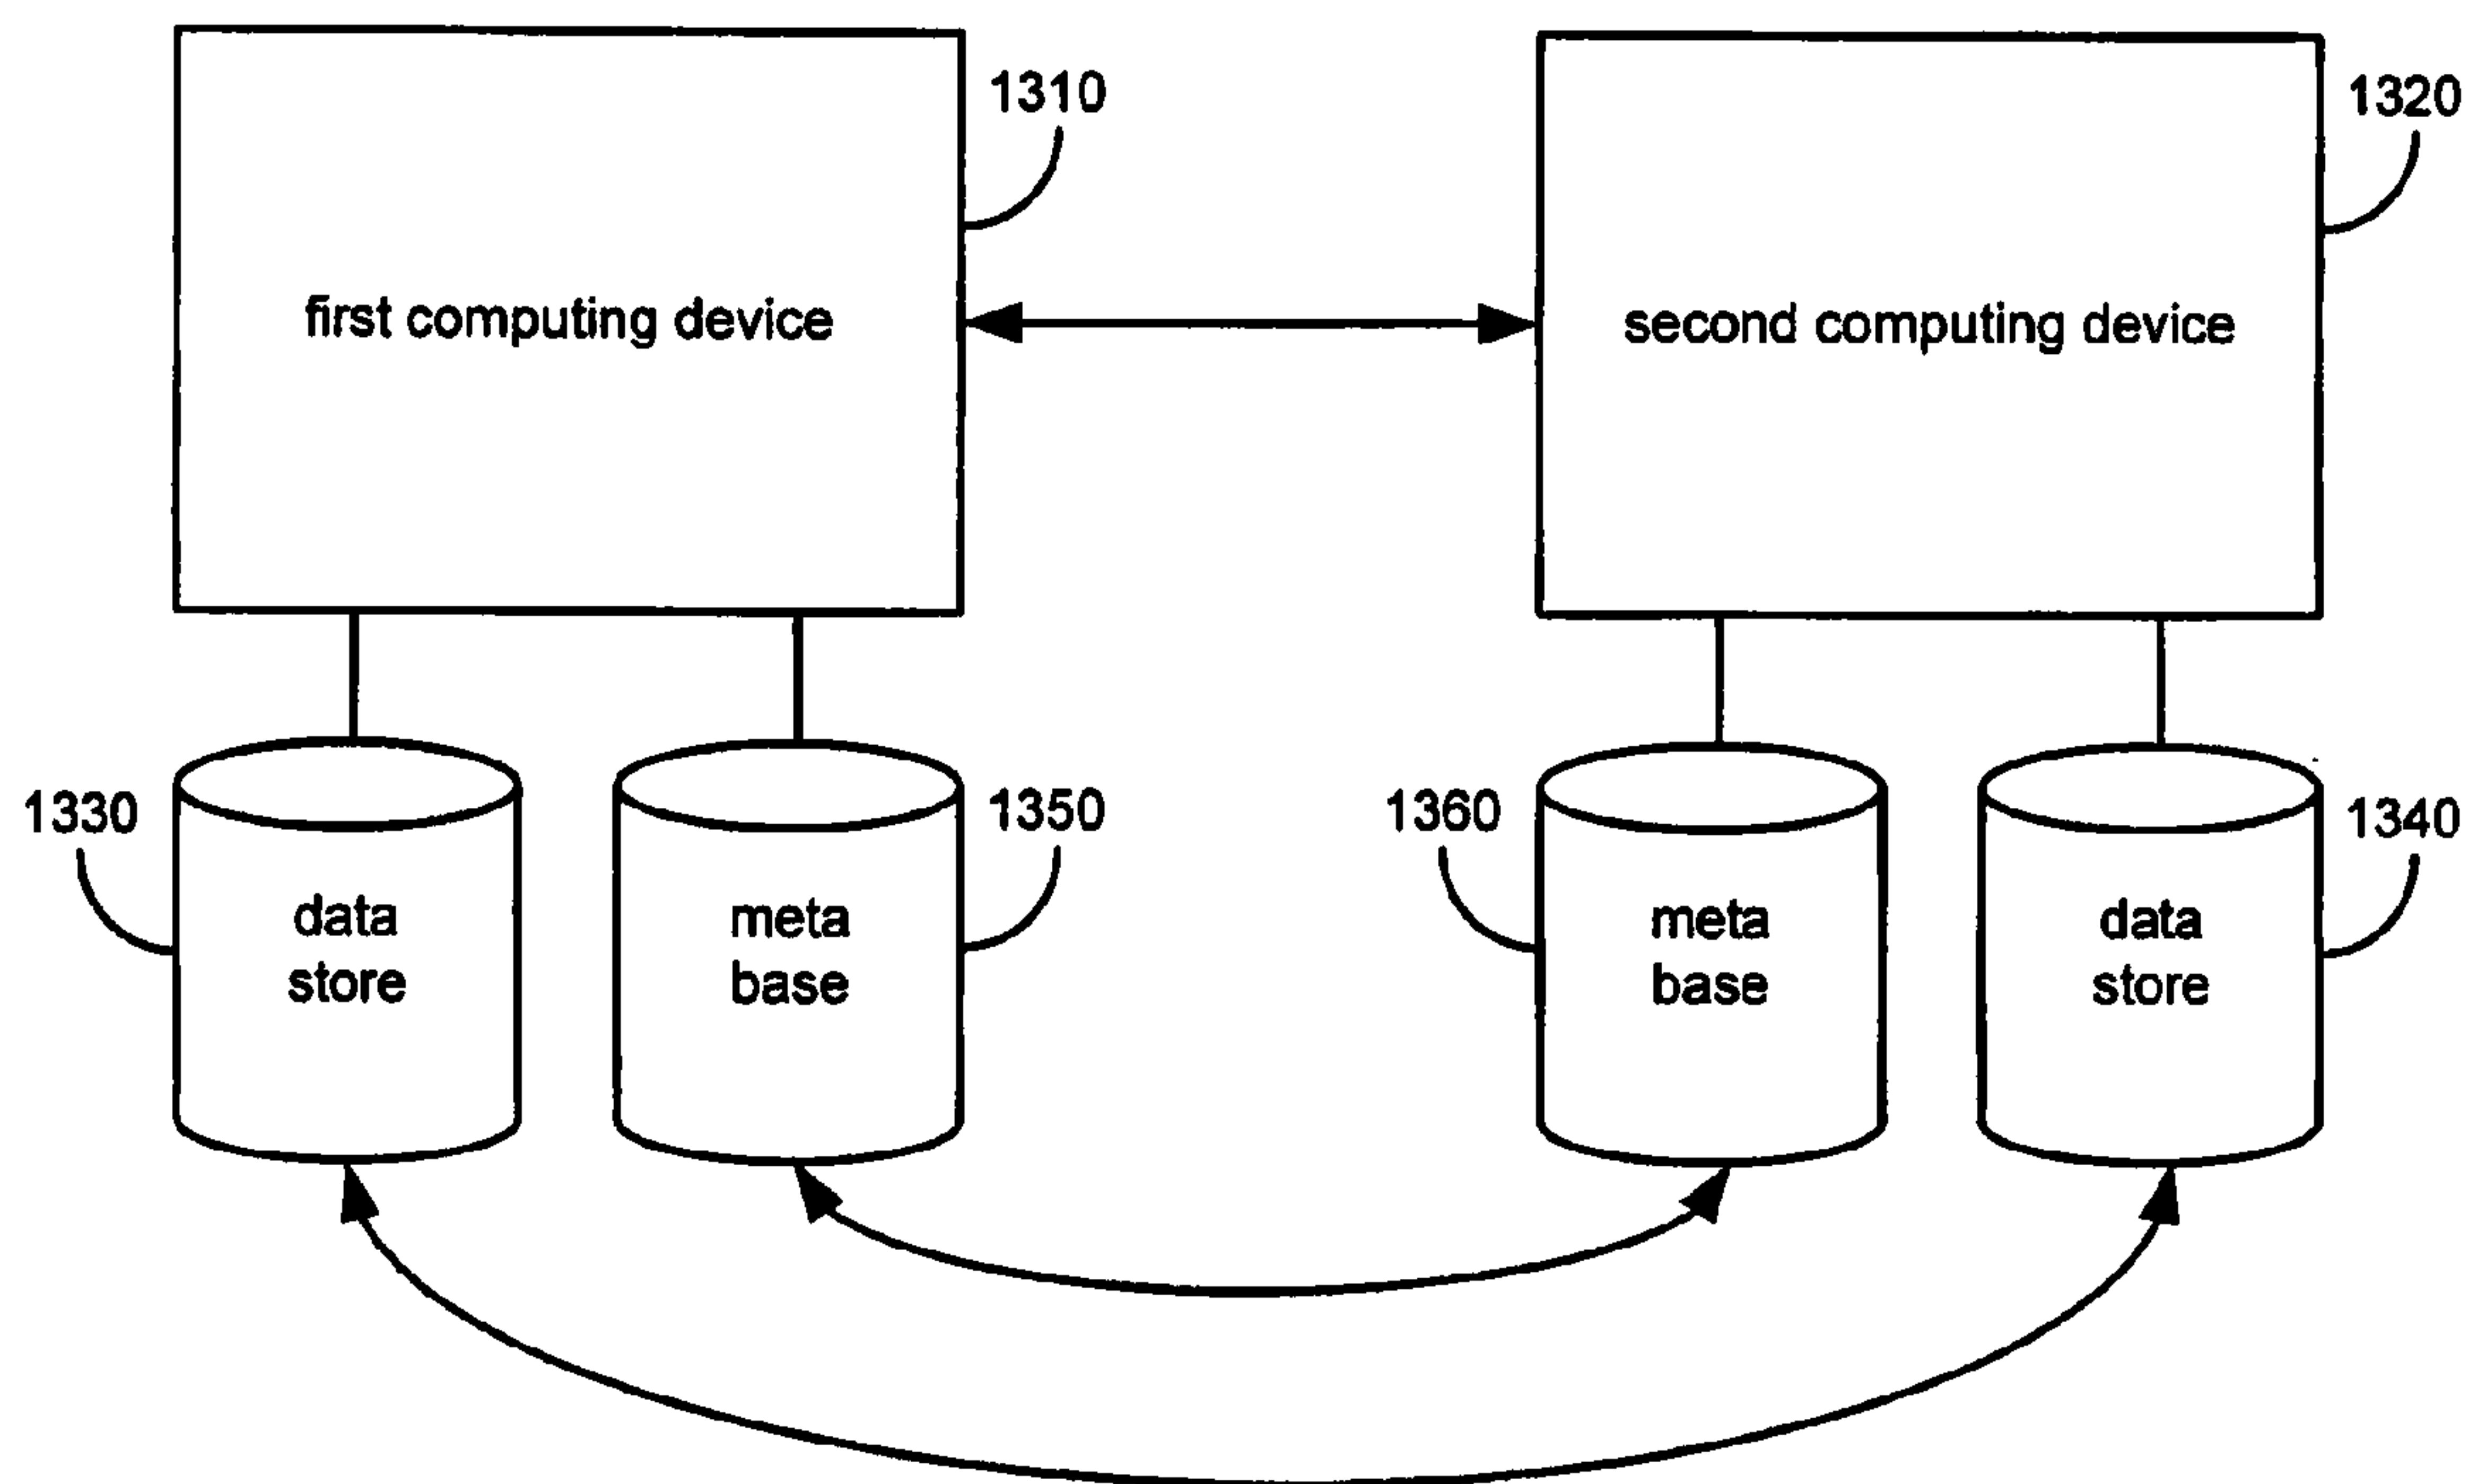 1310
1320
first computing device
second computing device
1330
1350
1360
1340
data
store
meta
base
meta
base
data
store